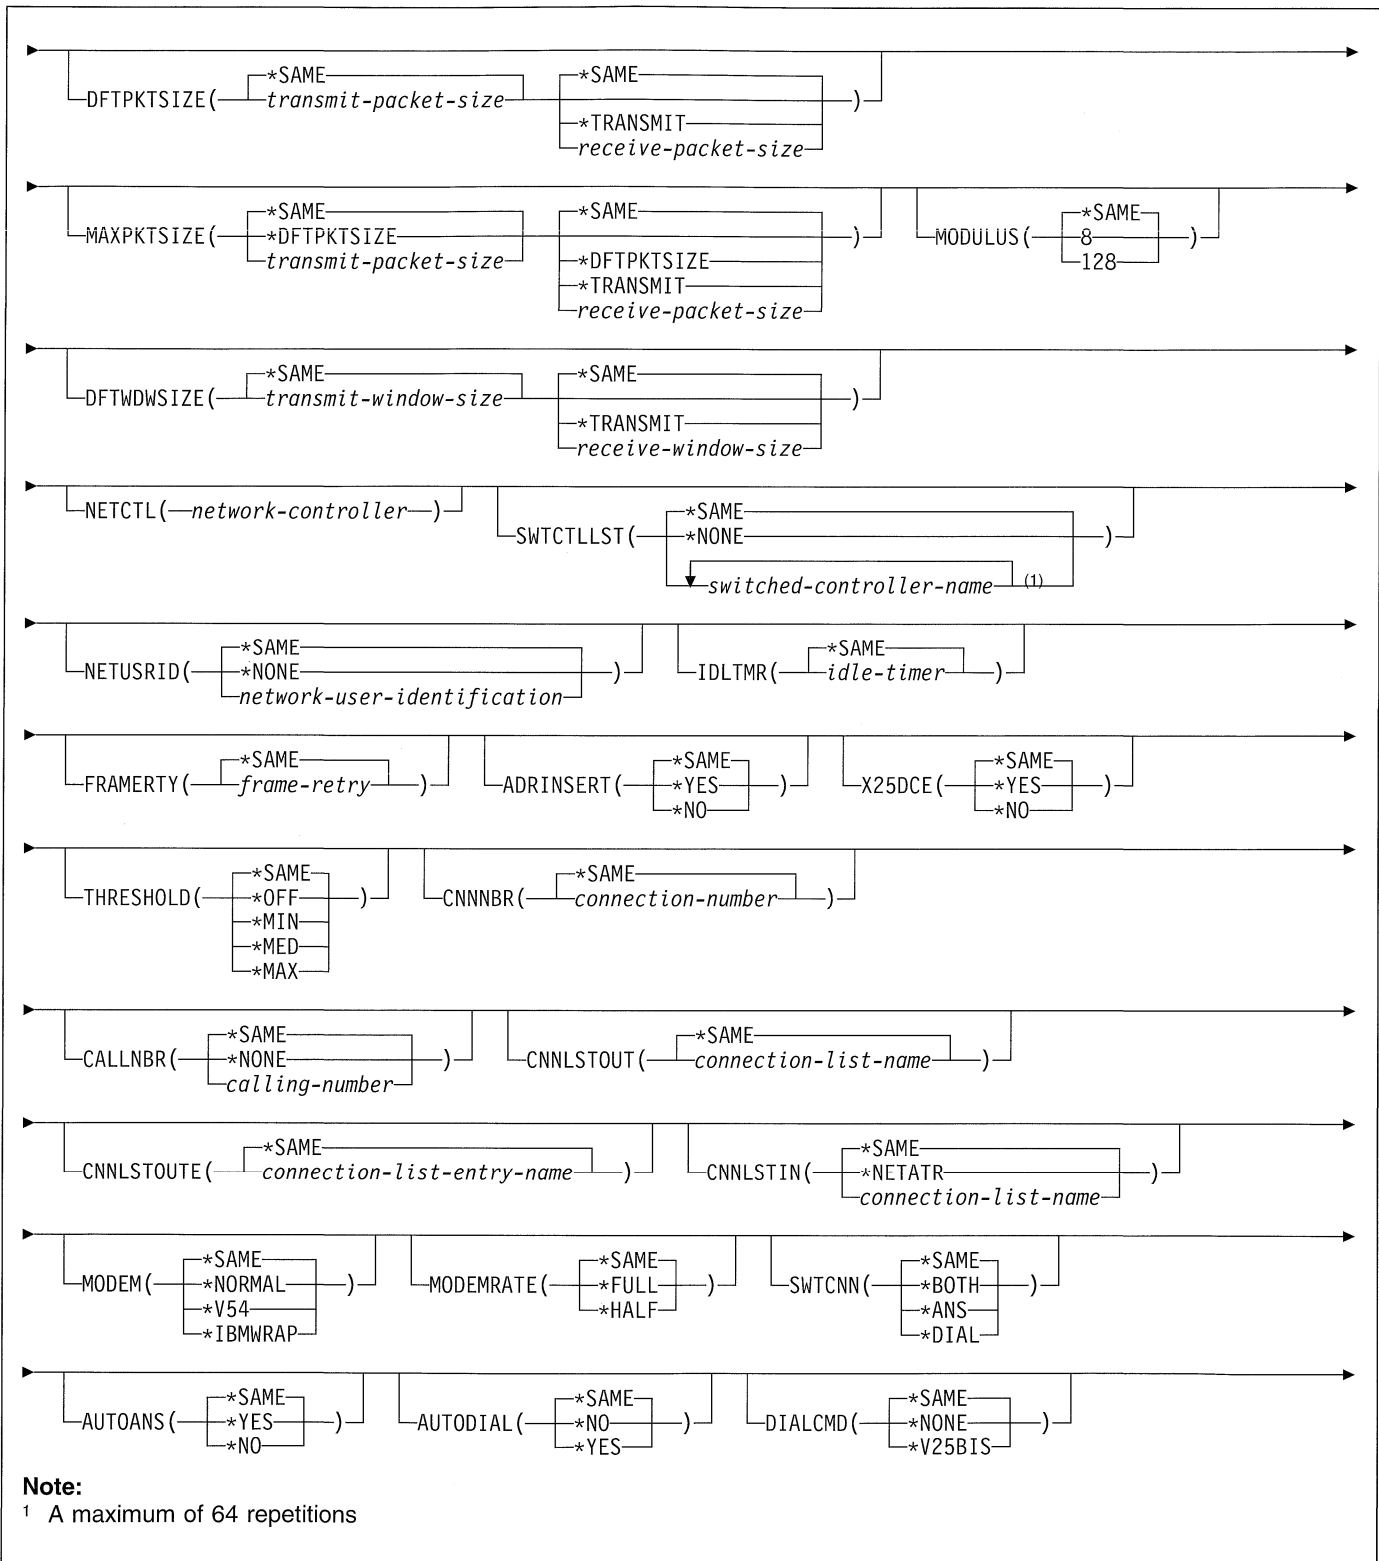 *SAME *SAME
DFTPKTSIZE( transmit-packet-size )
*TRANSMIT
receive-packet-size
*SAME *SAME *SAME
MAXPKTSIZE( *DFTPKTSIZE ) MODULUS( 8 )
transmit-packet-size *DFTPKTSIZE 128
*TRANSMIT
receive-packet-size
*SAME *SAME
DFTWDWSIZE( transmit-window-size )
*TRANSMIT
receive-window-size
NETCTL( network-controller ) *SAME
SWTCTLLST( *NONE )
switched-controller-name (1)
*SAME *SAME
NETUSRID( *NONE ) IDLTMR( idle-timer )
network-user-identification
*SAME *SAME *SAME
FRAMERTY( frame-retry ) ADRINSERT( *YES ) X25DCE( *YES )
*NO *NO
*SAME *SAME
THRESHOLD( *OFF ) CNNNBR( connection-number )
*MIN
*MED
*MAX
*SAME *SAME
CALLNBR( *NONE ) CNNLSTOUT( connection-list-name )
calling-number
*SAME *SAME
CNNLSTOUTE( connection-list-entry-name ) CNNLSTIN( *NETATR )
connection-list-name
*SAME *SAME *SAME
MODEM( *NORMAL ) MODEMRATE( *FULL ) SWTCNN( *BOTH )
*V54 *HALF *ANS
*IBMWRAP *DIAL
*SAME *SAME *SAME
AUTOANS( *YES ) AUTODIAL( *NO ) DIALCMD( *NONE )
*NO *YES *V25BIS
Note:
1 A maximum of 64 repetitions